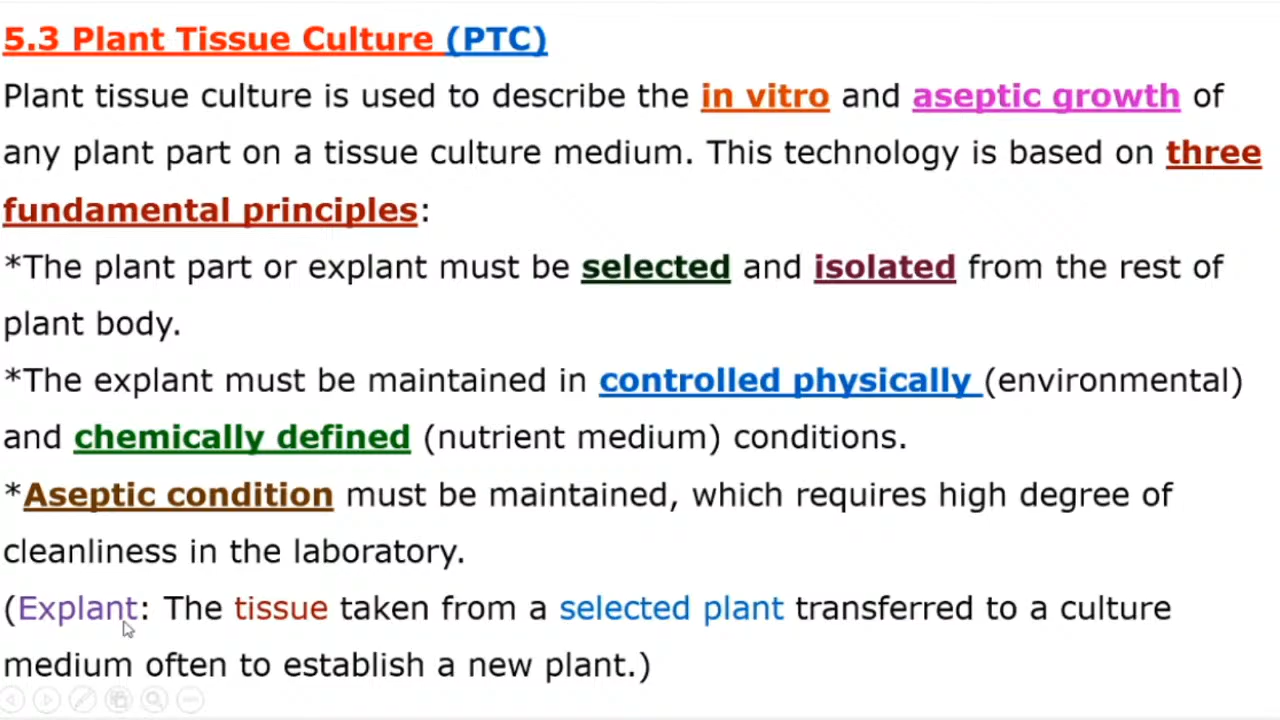 5.3 Plant Tissue Culture (PTC)
Plant tissue culture is used to describe the in vitro and aseptic growth of
any plant part on a tissue culture medium. This technology is based on three
fundamental principles:
*The plant part or explant must be selected and isolated from the rest of
plant body.
*The explant must be maintained in controlled physically (environmental)
and chemically defined (nutrient medium) conditions.
*Aseptic condition must be maintained, which requires high degree of
cleanliness in the laboratory.
(Explant: The tissue taken from a selected plant transferred to a culture
medium often to establish a new plant.)